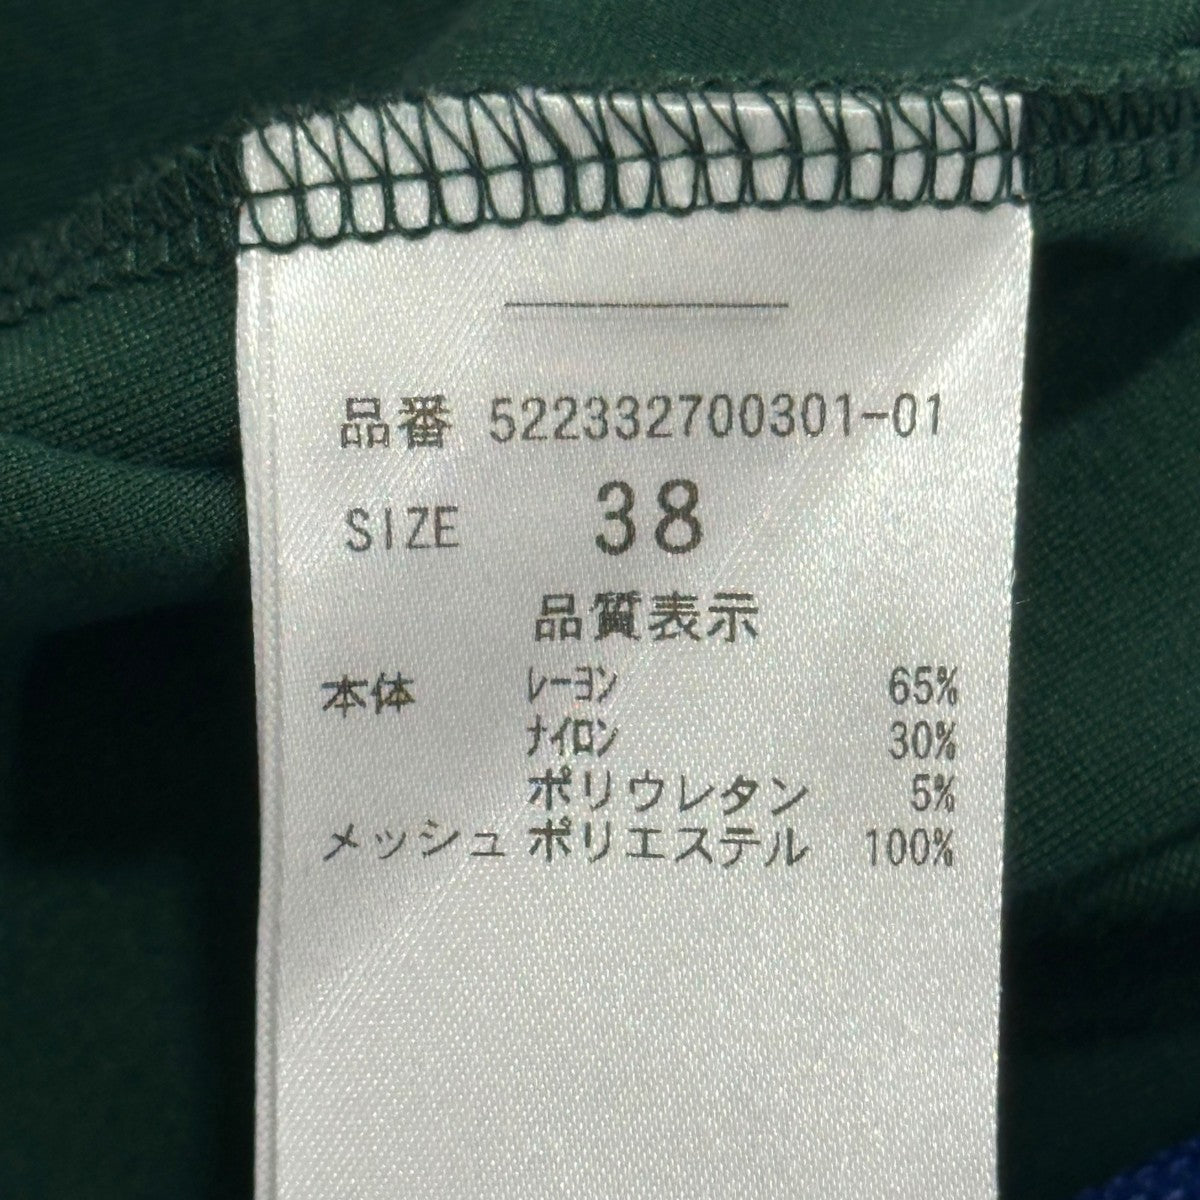 品番 522332700301-01
SIZE 38
品質表示
本体 ﾚｰﾖﾝ 65%
ﾅｲﾛﾝ 30%
ポリウレタン 5%
メッシュ ポリエステル 100%